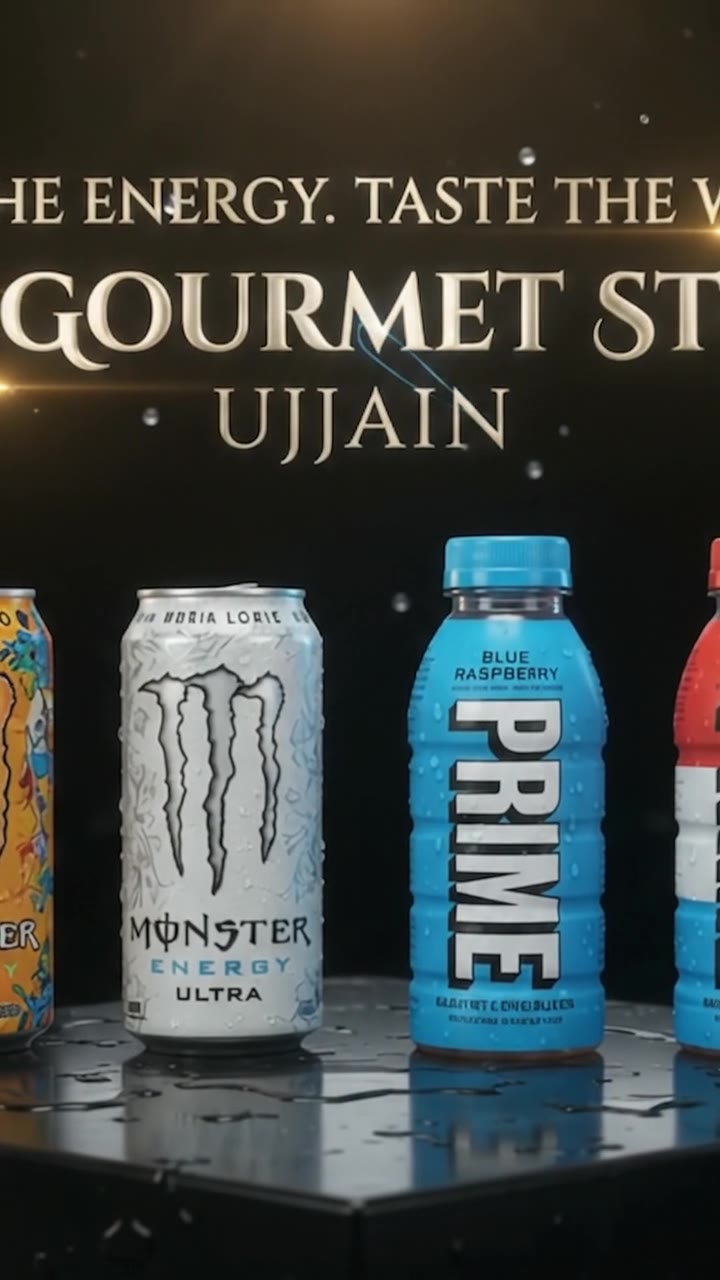 HE ENERGY. TASTE THE W
GOURMET ST
UJJAIN
ER
Y
MONSTER
ENERGY
ULTRA
BLUE
RASPBERRY
PRIME